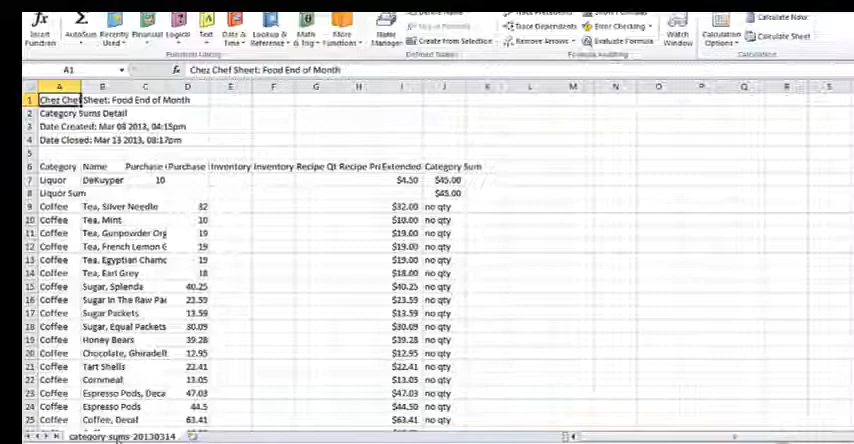 Insert Function
AutoSum Recently Used Financial Logical Text Date & Time Lookup & Reference Math & Trig More Functions
Function Library
Name Manager
Create from Selection
Defined Names
Trace Dependents
Remove Arrows
Error Checking
Evaluate Formula
Formula Auditing
Watch Window
Calculation Options
Calculate Now
Calculate Sheet
Calculation
A1 fx Chez Chef Sheet: Food End of Month
A B C D E F G H I J K L M N O P Q R S
1 Chez Chef Sheet: Food End of Month
2 Category Sums Detail
3 Date Created: Mar 08 2013, 04:15pm
4 Date Closed: Mar 13 2013, 08:17pm
5
6 Category Name Purchase Purchase Inventory Inventory Recipe Qt Recipe Pri Extended Category Sum
7 Liquor DeKuyper 10 $4.50 $45.00
8 Liquor Sum $45.00
9 Coffee Tea, Silver Needle 32 $32.00 no qty
10 Coffee Tea, Mint 10 $10.00 no qty
11 Coffee Tea, Gunpowder Org 19 $19.00 no qty
12 Coffee Tea, French Lemon G 19 $19.00 no qty
13 Coffee Tea, Egyptian Chamo 19 $19.00 no qty
14 Coffee Tea, Earl Grey 18 $18.00 no qty
15 Coffee Sugar, Splenda 40.25 $40.25 no qty
16 Coffee Sugar In The Raw Pac 23.59 $23.59 no qty
17 Coffee Sugar Packets 13.59 $13.59 no qty
18 Coffee Sugar, Equal Packets 30.09 $30.09 no qty
19 Coffee Honey Bears 39.28 $39.28 no qty
20 Coffee Chocolate, Ghiradell 12.95 $12.95 no qty
21 Coffee Tart Shells 22.41 $22.41 no qty
22 Coffee Cornmeal 13.05 $13.05 no qty
23 Coffee Espresso Pods, Deca 47.03 $47.03 no qty
24 Coffee Espresso Pods 44.5 $44.50 no qty
25 Coffee Coffee, Decaf 63.41 $63.41 no qty
category sums 20130314